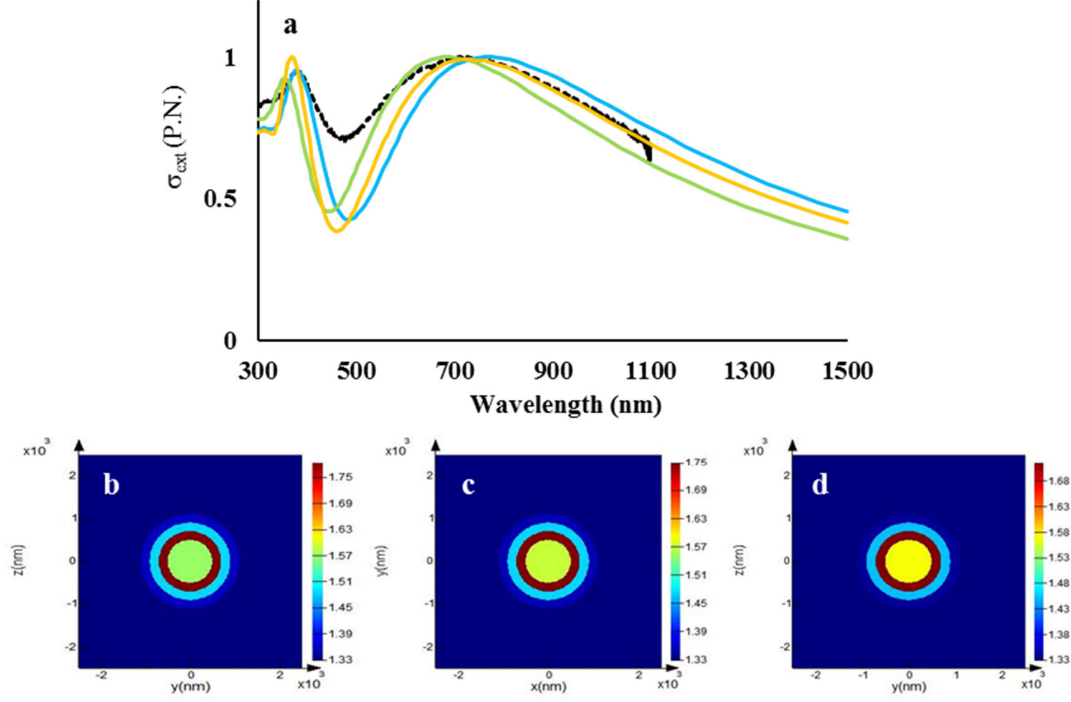 a
1
0.5
0
σext (P.N.)
300 500 700 900 1100 1300 1500
Wavelength (nm)
x10³
2
1
0
-1
-2
z(nm)
b
-2 0 2
y(nm)
x10³
1.75
1.69
1.63
1.57
1.51
1.45
1.39
1.33
x10³
2
1
0
-1
-2
y(nm)
c
-2 0 2
x(nm)
x10³
1.75
1.69
1.63
1.57
1.51
1.45
1.39
1.33
x10³
2
1
0
-1
-2
z(nm)
d
-2 -1 0 1 2
y(nm)
x10³
1.68
1.63
1.58
1.53
1.48
1.43
1.38
1.33